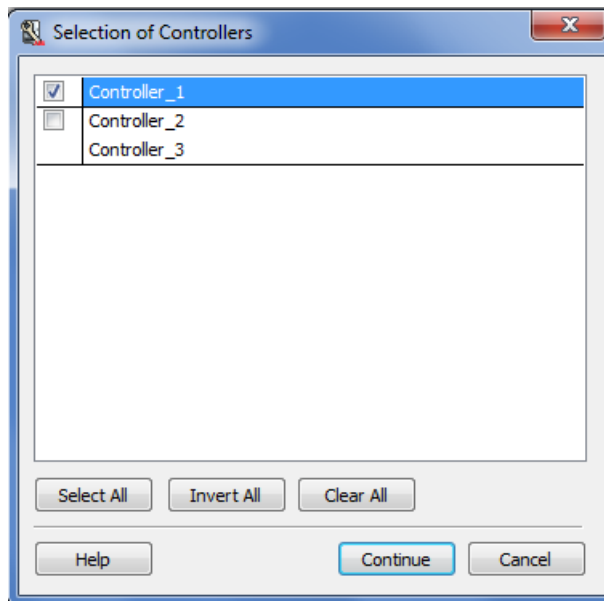 Selection of Controllers
Controller_1
Controller_2
Controller_3
Select All Invert All Clear All
Help Continue Cancel